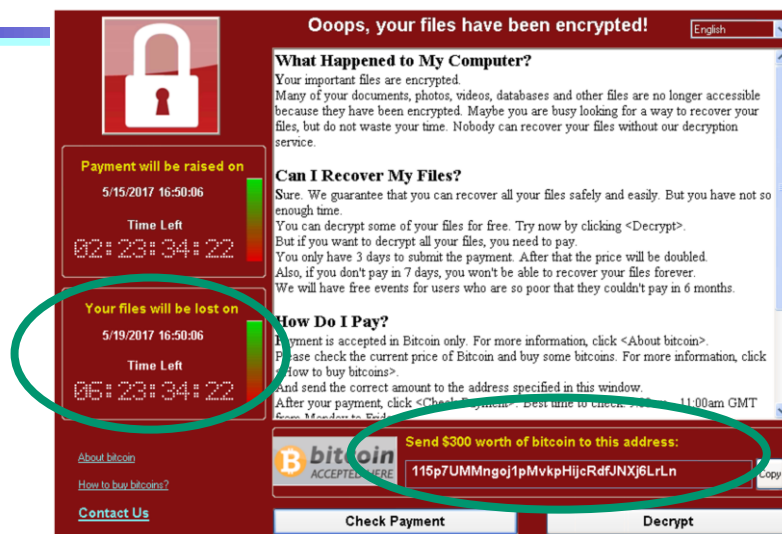 Ooops, your files have been encrypted!
English
What Happened to My Computer?
Your important files are encrypted.
Many of your documents, photos, videos, databases and other files are no longer accessible
because they have been encrypted. Maybe you are busy looking for a way to recover your
files, but do not waste your time. Nobody can recover your files without our decryption
service.
Can I Recover My Files?
Sure. We guarantee that you can recover all your files safely and easily. But you have not so
enough time.
You can decrypt some of your files for free. Try now by clicking <Decrypt>.
But if you want to decrypt all your files, you need to pay.
You only have 3 days to submit the payment. After that the price will be doubled.
Also, if you don't pay in 7 days, you won't be able to recover your files forever.
We will have free events for users who are so poor that they couldn't pay in 6 months.
How Do I Pay?
Payment is accepted in Bitcoin only. For more information, click <About bitcoin>.
Please check the current price of Bitcoin and buy some bitcoins. For more information, click
<How to buy bitcoins>.
And send the correct amount to the address specified in this window.
After your payment, click <Check Payment>. Best time to check: 11:00am GMT
from Monday to Friday
Payment will be raised on
5/15/2017 16:50:06
Time Left
02:23:34:22
Your files will be lost on
5/19/2017 16:50:06
Time Left
06:23:34:22
About bitcoin
How to buy bitcoins?
Contact Us
bitcoin
ACCEPTED HERE
Send $300 worth of bitcoin to this address:
115p7UMMngoj1pMvkpHijcRdfJNXj6LrLn
Copy
Check Payment
Decrypt